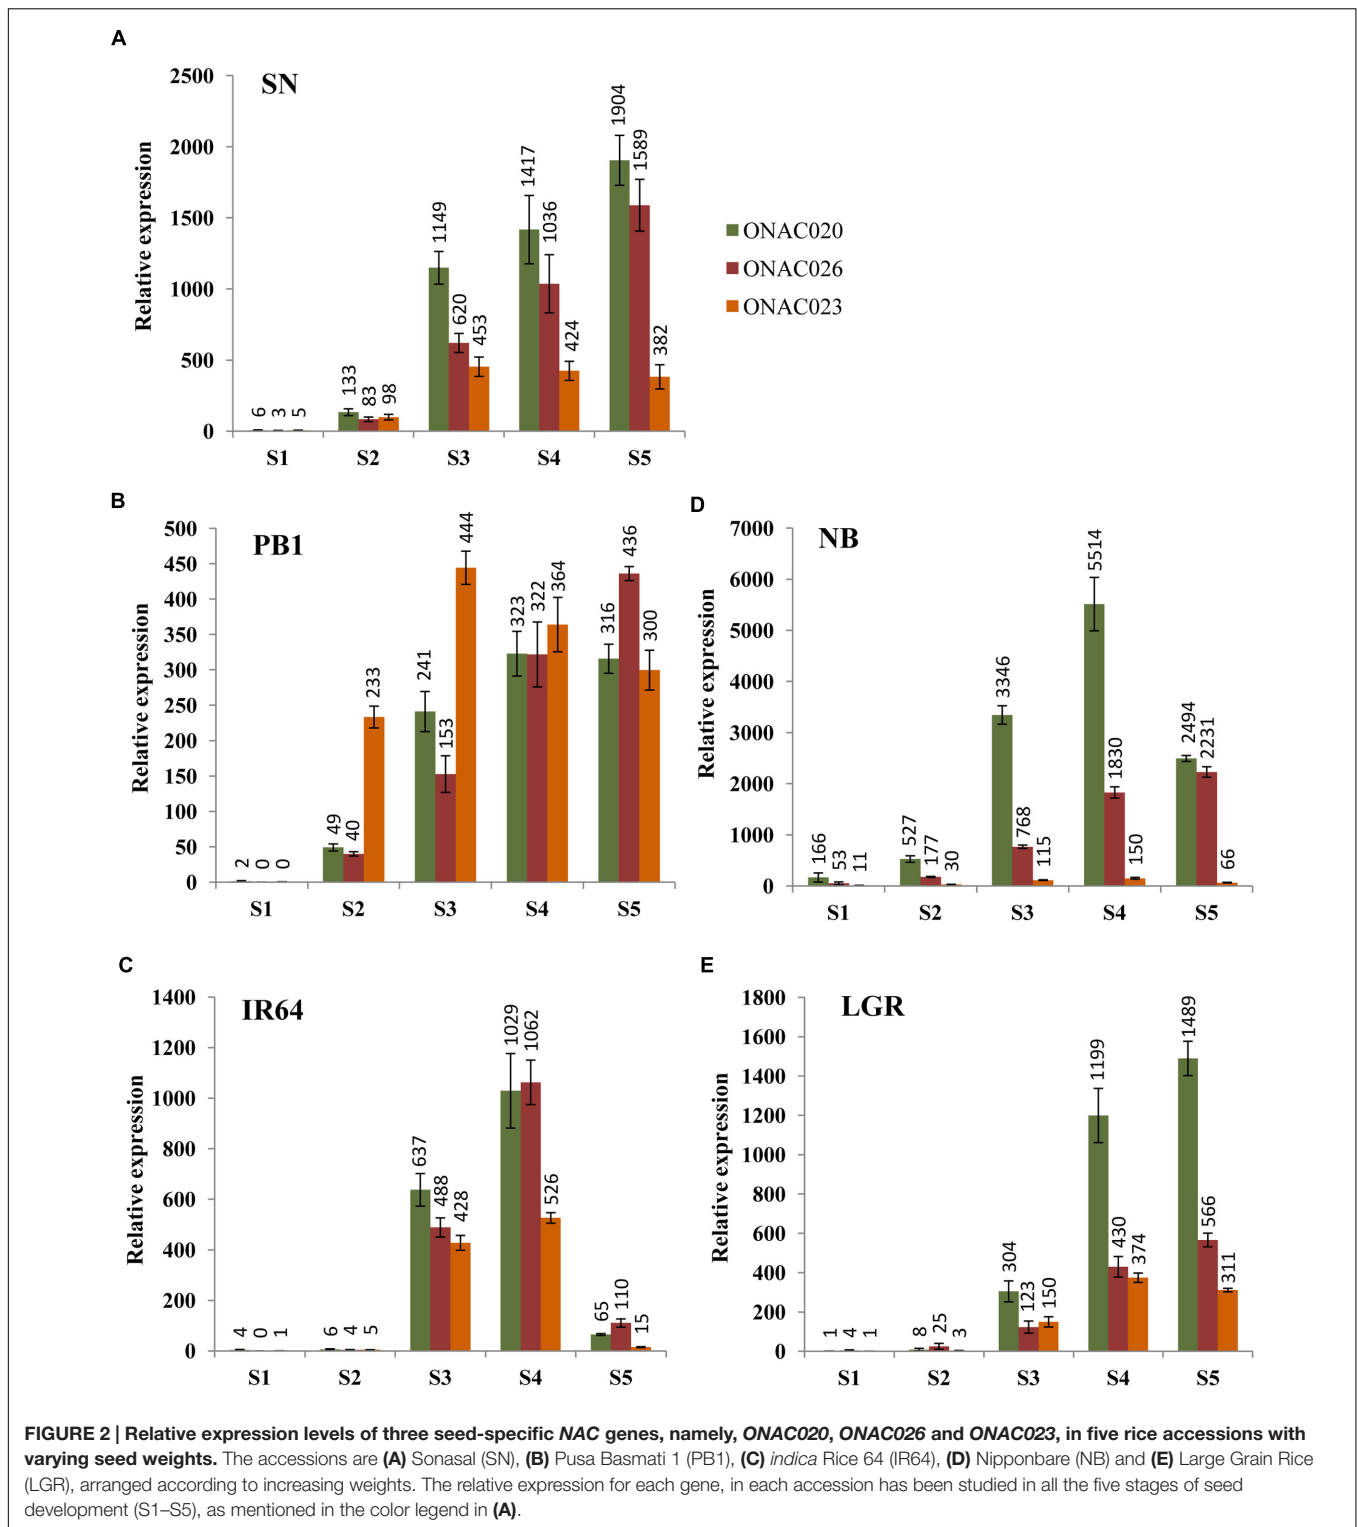 A
SN
Relative expression
2500
2000
1500
1000
500
0
6 3 5
133 83 98
1149 620 453
1417 1036 424
1904 1589 382
S1 S2 S3 S4 S5
ONAC020
ONAC026
ONAC023
B
PB1
Relative expression
500
450
400
350
300
250
200
150
100
50
0
2 0 0
49 40 233
241 153 444
323 322 364
316 436 300
S1 S2 S3 S4 S5
D
NB
Relative expression
7000
6000
5000
4000
3000
2000
1000
0
166 53 11
527 177 30
3346 768 115
5514 1830 150
2494 2231 66
S1 S2 S3 S4 S5
C
IR64
Relative expression
1400
1200
1000
800
600
400
200
0
4 0 1
6 4 5
637 488 428
1029 1062 526
65 110 15
S1 S2 S3 S4 S5
E
LGR
Relative expression
1800
1600
1400
1200
1000
800
600
400
200
0
1 4 1
8 25 3
304 123 150
1199 430 374
1489 566 311
S1 S2 S3 S4 S5
FIGURE 2 | Relative expression levels of three seed-specific NAC genes, namely, ONAC020, ONAC026 and ONAC023, in five rice accessions with
varying seed weights. The accessions are (A) Sonasal (SN), (B) Pusa Basmati 1 (PB1), (C) indica Rice 64 (IR64), (D) Nipponbare (NB) and (E) Large Grain Rice
(LGR), arranged according to increasing weights. The relative expression for each gene, in each accession has been studied in all the five stages of seed
development (S1–S5), as mentioned in the color legend in (A).